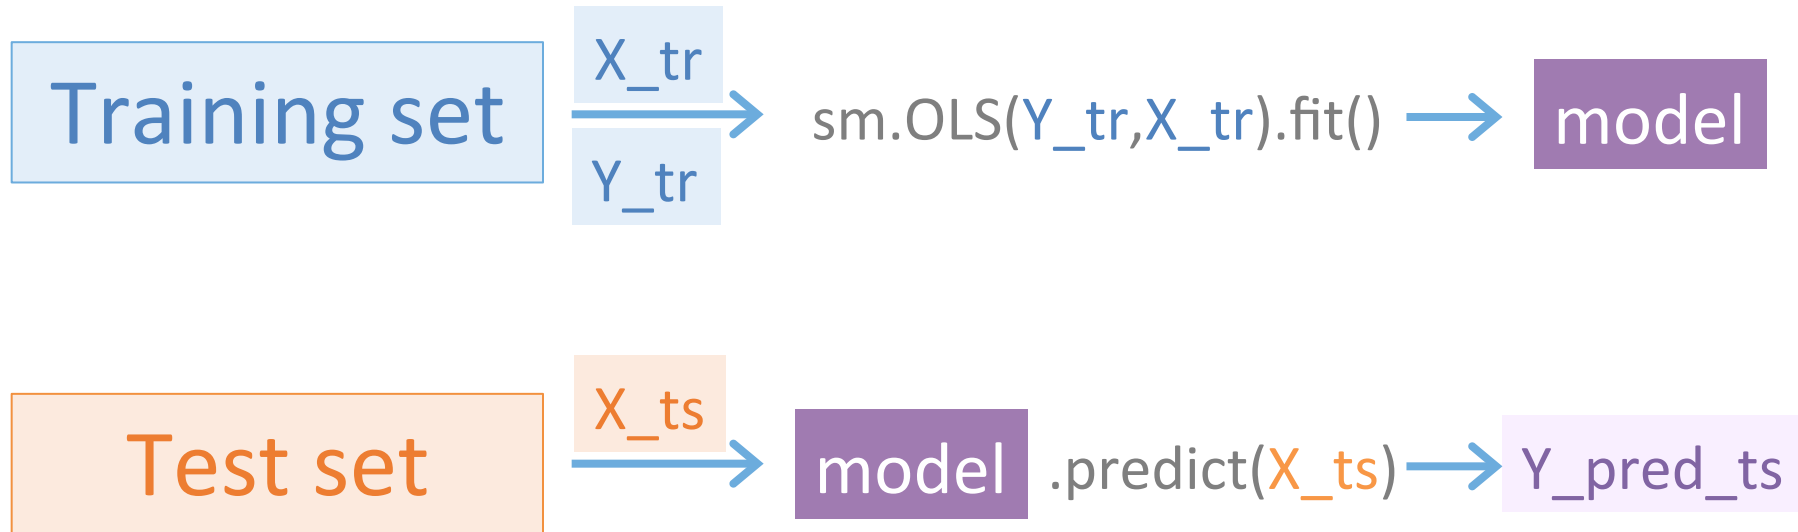 X_tr
Training set
sm.OLS(Y_tr,X_tr).fit()
model
Y_tr
X_ts
Test set
model .predict(X_ts)
Y_pred_ts